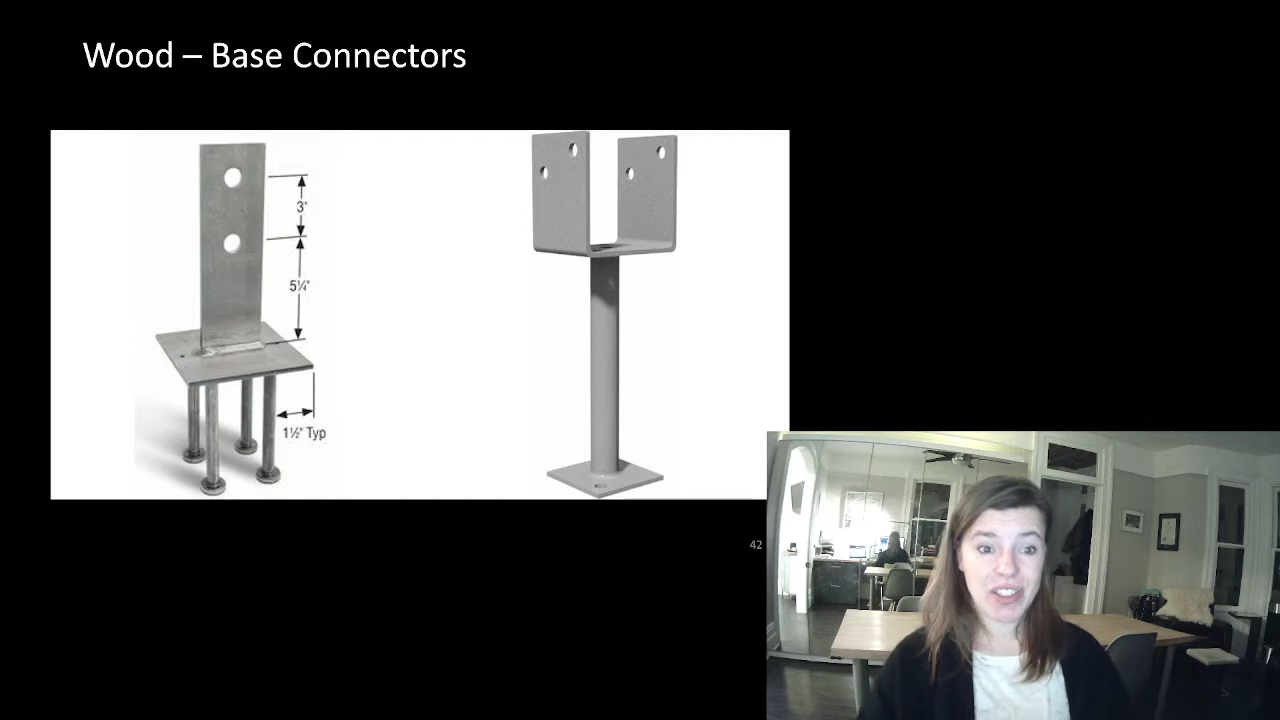 Wood – Base Connectors
3"
5¼"
1½" Typ
42